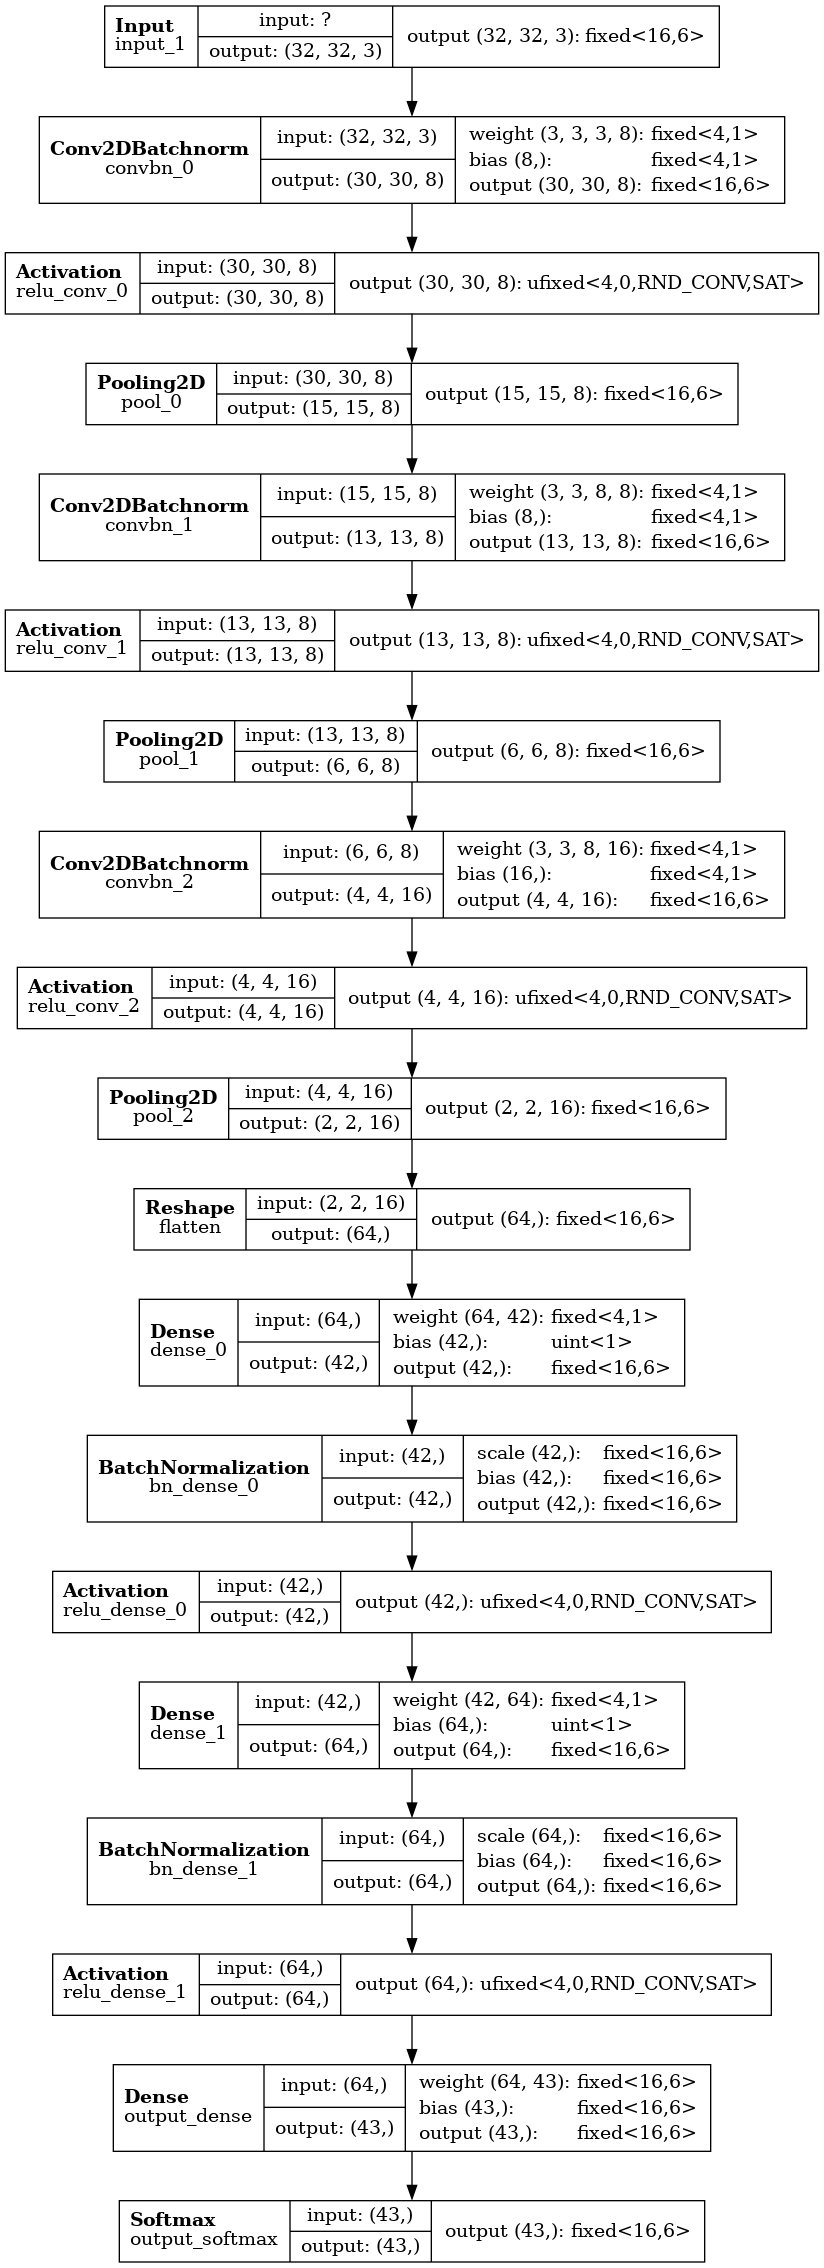 Input
input_1
input: ?
output: (32, 32, 3)
output (32, 32, 3): fixed<16,6>
Conv2DBatchnorm
convbn_0
input: (32, 32, 3)
output: (30, 30, 8)
weight (3, 3, 3, 8): fixed<4,1>
bias (8,): fixed<4,1>
output (30, 30, 8): fixed<16,6>
Activation
relu_conv_0
input: (30, 30, 8)
output: (30, 30, 8)
output (30, 30, 8): ufixed<4,0,RND_CONV,SAT>
Pooling2D
pool_0
input: (30, 30, 8)
output: (15, 15, 8)
output (15, 15, 8): fixed<16,6>
Conv2DBatchnorm
convbn_1
input: (15, 15, 8)
output: (13, 13, 8)
weight (3, 3, 8, 8): fixed<4,1>
bias (8,): fixed<4,1>
output (13, 13, 8): fixed<16,6>
Activation
relu_conv_1
input: (13, 13, 8)
output: (13, 13, 8)
output (13, 13, 8): ufixed<4,0,RND_CONV,SAT>
Pooling2D
pool_1
input: (13, 13, 8)
output: (6, 6, 8)
output (6, 6, 8): fixed<16,6>
Conv2DBatchnorm
convbn_2
input: (6, 6, 8)
output: (4, 4, 16)
weight (3, 3, 8, 16): fixed<4,1>
bias (16,): fixed<4,1>
output (4, 4, 16): fixed<16,6>
Activation
relu_conv_2
input: (4, 4, 16)
output: (4, 4, 16)
output (4, 4, 16): ufixed<4,0,RND_CONV,SAT>
Pooling2D
pool_2
input: (4, 4, 16)
output: (2, 2, 16)
output (2, 2, 16): fixed<16,6>
Reshape
flatten
input: (2, 2, 16)
output: (64,)
output (64,): fixed<16,6>
Dense
dense_0
input: (64,)
output: (42,)
weight (64, 42): fixed<4,1>
bias (42,): uint<1>
output (42,): fixed<16,6>
BatchNormalization
bn_dense_0
input: (42,)
output: (42,)
scale (42,): fixed<16,6>
bias (42,): fixed<16,6>
output (42,): fixed<16,6>
Activation
relu_dense_0
input: (42,)
output: (42,)
output (42,): ufixed<4,0,RND_CONV,SAT>
Dense
dense_1
input: (42,)
output: (64,)
weight (42, 64): fixed<4,1>
bias (64,): uint<1>
output (64,): fixed<16,6>
BatchNormalization
bn_dense_1
input: (64,)
output: (64,)
scale (64,): fixed<16,6>
bias (64,): fixed<16,6>
output (64,): fixed<16,6>
Activation
relu_dense_1
input: (64,)
output: (64,)
output (64,): ufixed<4,0,RND_CONV,SAT>
Dense
output_dense
input: (64,)
output: (43,)
weight (64, 43): fixed<16,6>
bias (43,): fixed<16,6>
output (43,): fixed<16,6>
Softmax
output_softmax
input: (43,)
output: (43,)
output (43,): fixed<16,6>